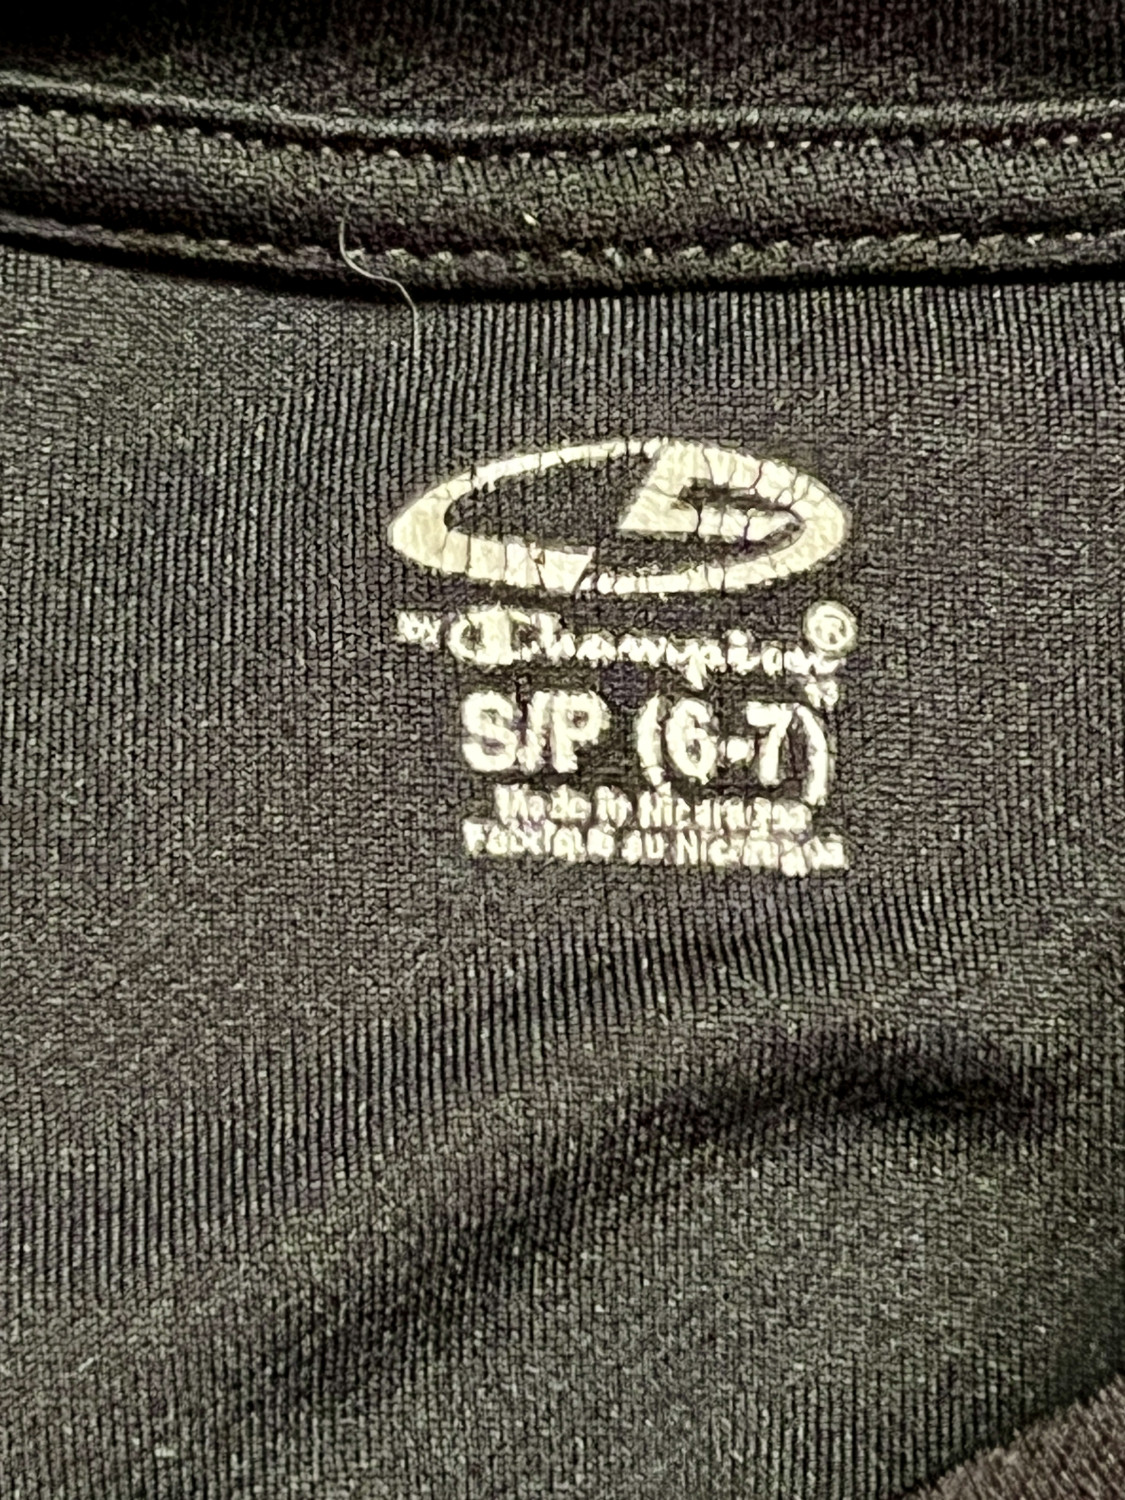 by Champion®
S/P (6-7)
Made in Nicaragua
Fabriqué au Nicaragua